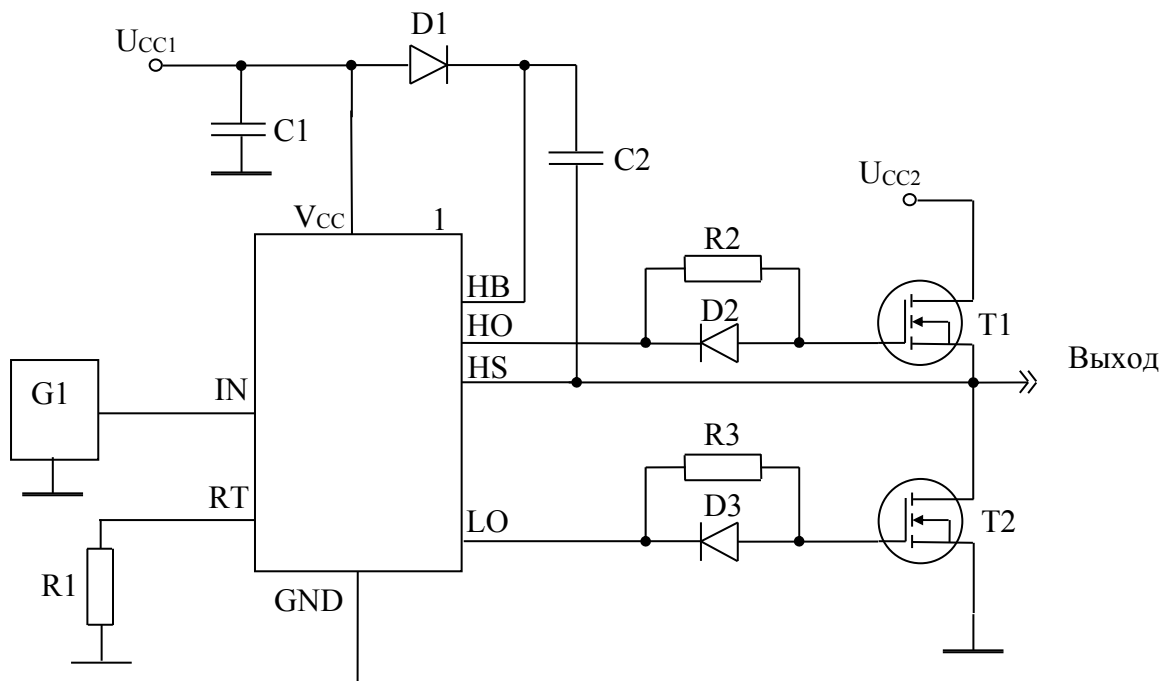 D1
UCC1
C1
C2
UCC2
VCC
1
R2
HB
D2
HO
T1
HS
Выход
G1
IN
R3
RT
D3
LO
T2
R1
GND